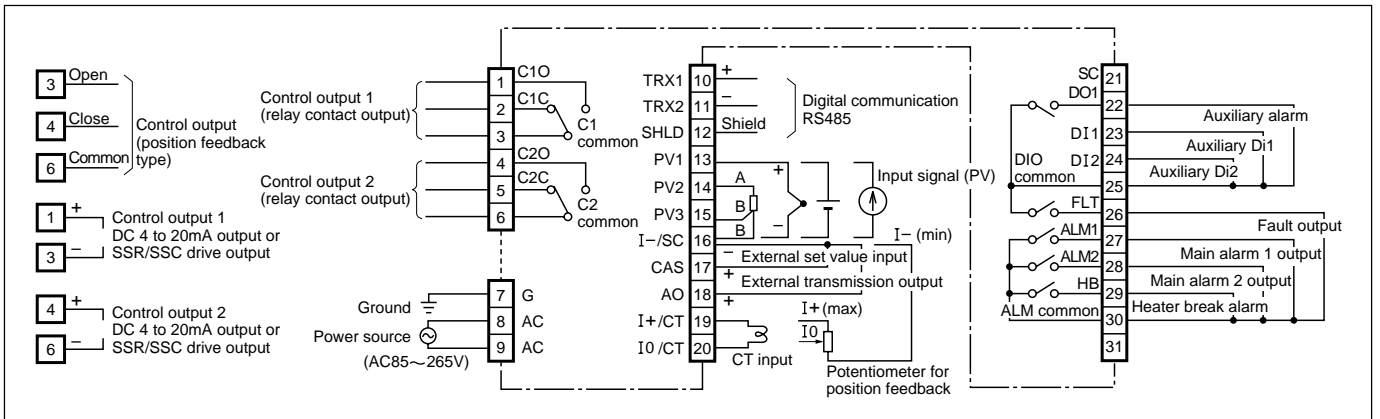 3 Open
4 Close
6 Common
Control output
(position feedback
type)
1 +
3 −
Control output 1
DC 4 to 20mA output or
SSR/SSC drive output
4 +
6 −
Control output 2
DC 4 to 20mA output or
SSR/SSC drive output
Control output 1
(relay contact output)
1 C1O
2 C1C
3
C1
common
Control output 2
(relay contact output)
4 C2O
5 C2C
6
C2
common
Ground
7 G
Power source
8 AC
9 AC
(AC85～265V)
TRX1 10 +
TRX2 11 −
SHLD 12 Shield
Digital communication
RS485
PV1 13
PV2 14 A
PV3 15 B
I−/SC 16 B
+
−
Input signal (PV)
I− (min)
CAS 17 −
External set value input
+
AO 18
External transmission output
+
I+/CT 19
I0/CT 20
CT input
I+ (max)
I0
Potentiometer for
position feedback
SC 21
DO1 22
Auxiliary alarm
DI1 23
Auxiliary Di1
DI2 24
Auxiliary Di2
DIO
common
25
FLT 26
Fault output
ALM1 27
Main alarm 1 output
ALM2 28
Main alarm 2 output
HB 29
Heater break alarm
ALM common 30
31